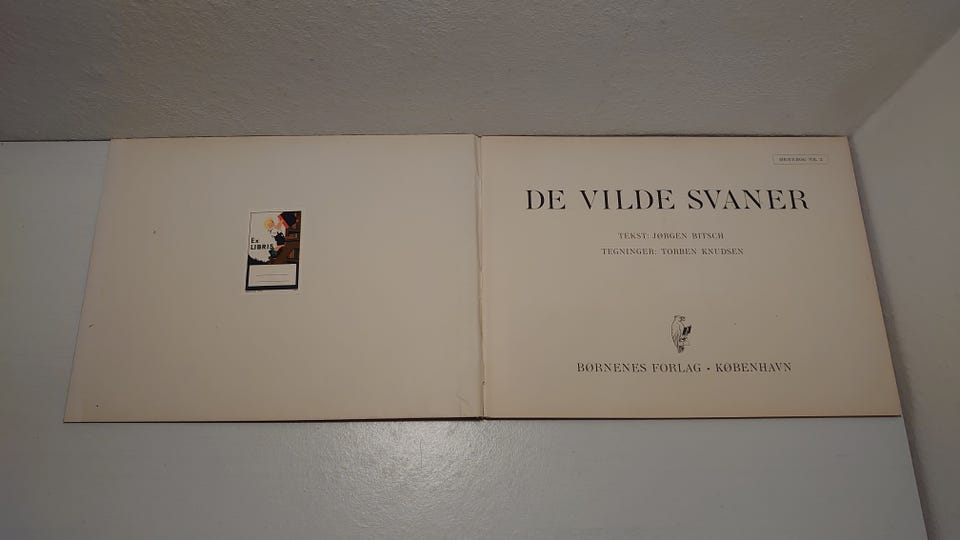 Ex
LIBRIS
DE VILDE SVANER
TEKST: JØRGEN BITSCH
TEGNINGER: TORBEN KNUDSEN
BØRNENES FORLAG • KØBENHAVN